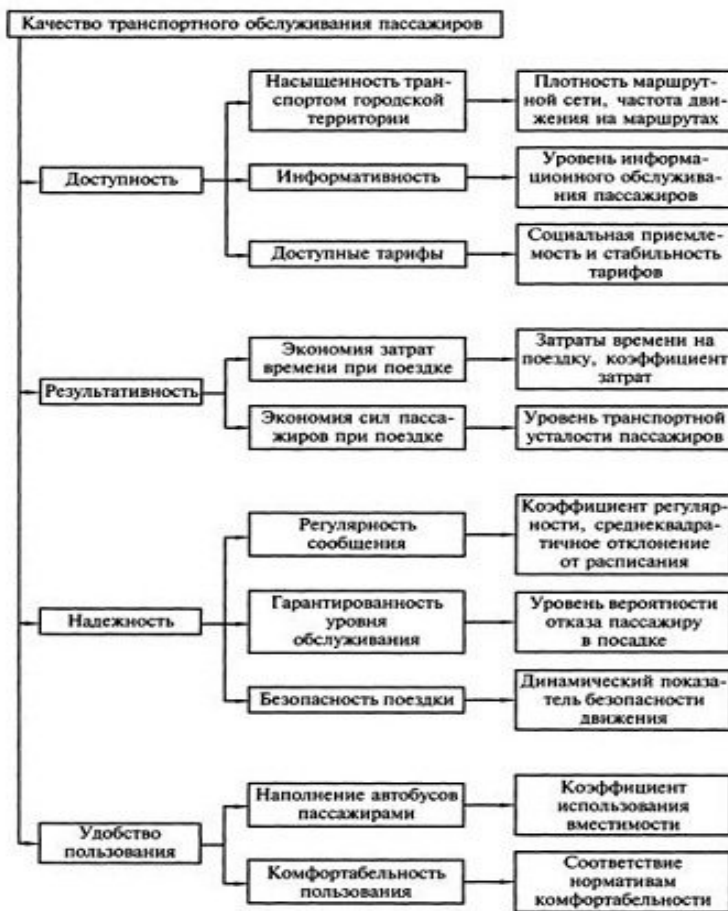 Качество транспортного обслуживания пассажиров
Насыщенность тран-
спортом городской
территории
Плотность маршрут-
ной сети, частота дви-
жения на маршрутах
Доступность
Информативность
Уровень информа-
ционного обслужива-
ния пассажиров
Доступные тарифы
Социальная приемле-
мость и стабильность
тарифов
Результативность
Экономия затрат
времени при поездке
Затраты времени на
поездку, коэффициент
затрат
Экономия сил пасса-
жиров при поездке
Уровень транспортной
усталости пассажиров
Надежность
Регулярность
сообщения
Коэффициент регуляр-
ности, среднеквадра-
тичное отклонение
от расписания
Гарантированность
уровня
обслуживания
Уровень вероятности
отказа пассажиру
в посадке
Безопасность поездки
Динамический показа-
тель безопасности
движения
Удобство
пользования
Наполнение автобусов
пассажирами
Коэффициент
использования
вместимости
Комфортабельность
пользования
Соответствие
нормативам
комфортабельности